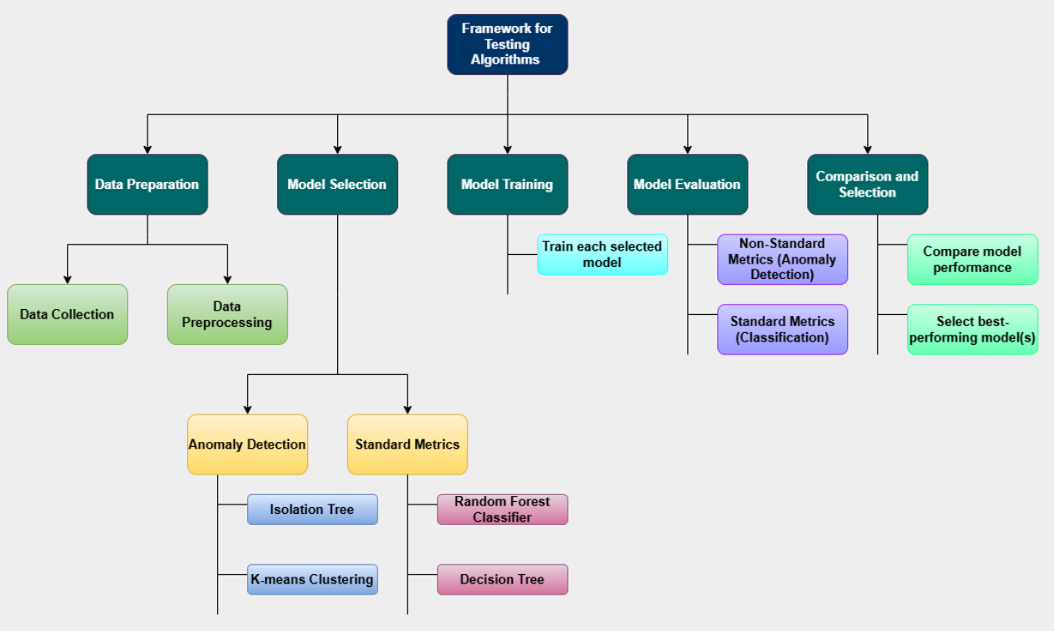 Framework for
Testing
Algorithms
Data Preparation
Model Selection
Model Training
Model Evaluation
Comparison and
Selection
Train each selected
model
Non-Standard
Metrics (Anomaly
Detection)
Compare model
performance
Data Collection
Data
Preprocessing
Standard Metrics
(Classification)
Select best-
performing model(s)
Anomaly Detection
Standard Metrics
Isolation Tree
Random Forest
Classifier
K-means Clustering
Decision Tree